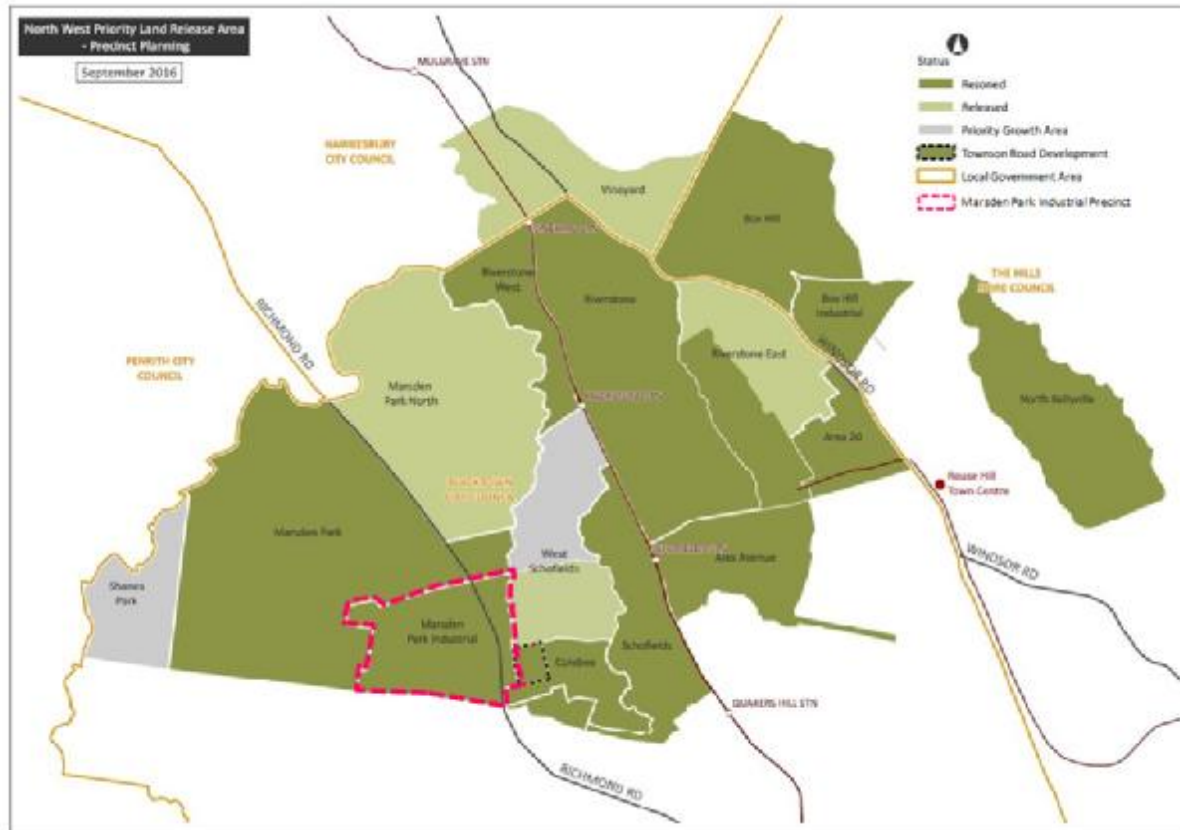 North West Priority Land Release Area
- Precinct Planning
September 2016
Status
Rezoned
Released
Priority Growth Area
Townson Road Development
Local Government Area
Marsden Park Industrial Precinct
MULGRAVE STN
HAWKESBURY
CITY COUNCIL
Vineyard
Box Hill
THE HILLS
SHIRE COUNCIL
Riverstone
West
Riverstone
Box Hill
Industrial
RICHMOND RD
PENRITH CITY
COUNCIL
Riverstone East
WINDSOR RD
Marsden
Park North
North Kellyville
Area 20
BLACKTOWN
CITY COUNCIL
Rouse Hill
Town Centre
Marsden Park
West
Schofields
Alex Avenue
WINDSOR RD
Shanes
Park
Marsden
Park Industrial
Schofields
QUAKERS HILL STN
RICHMOND RD